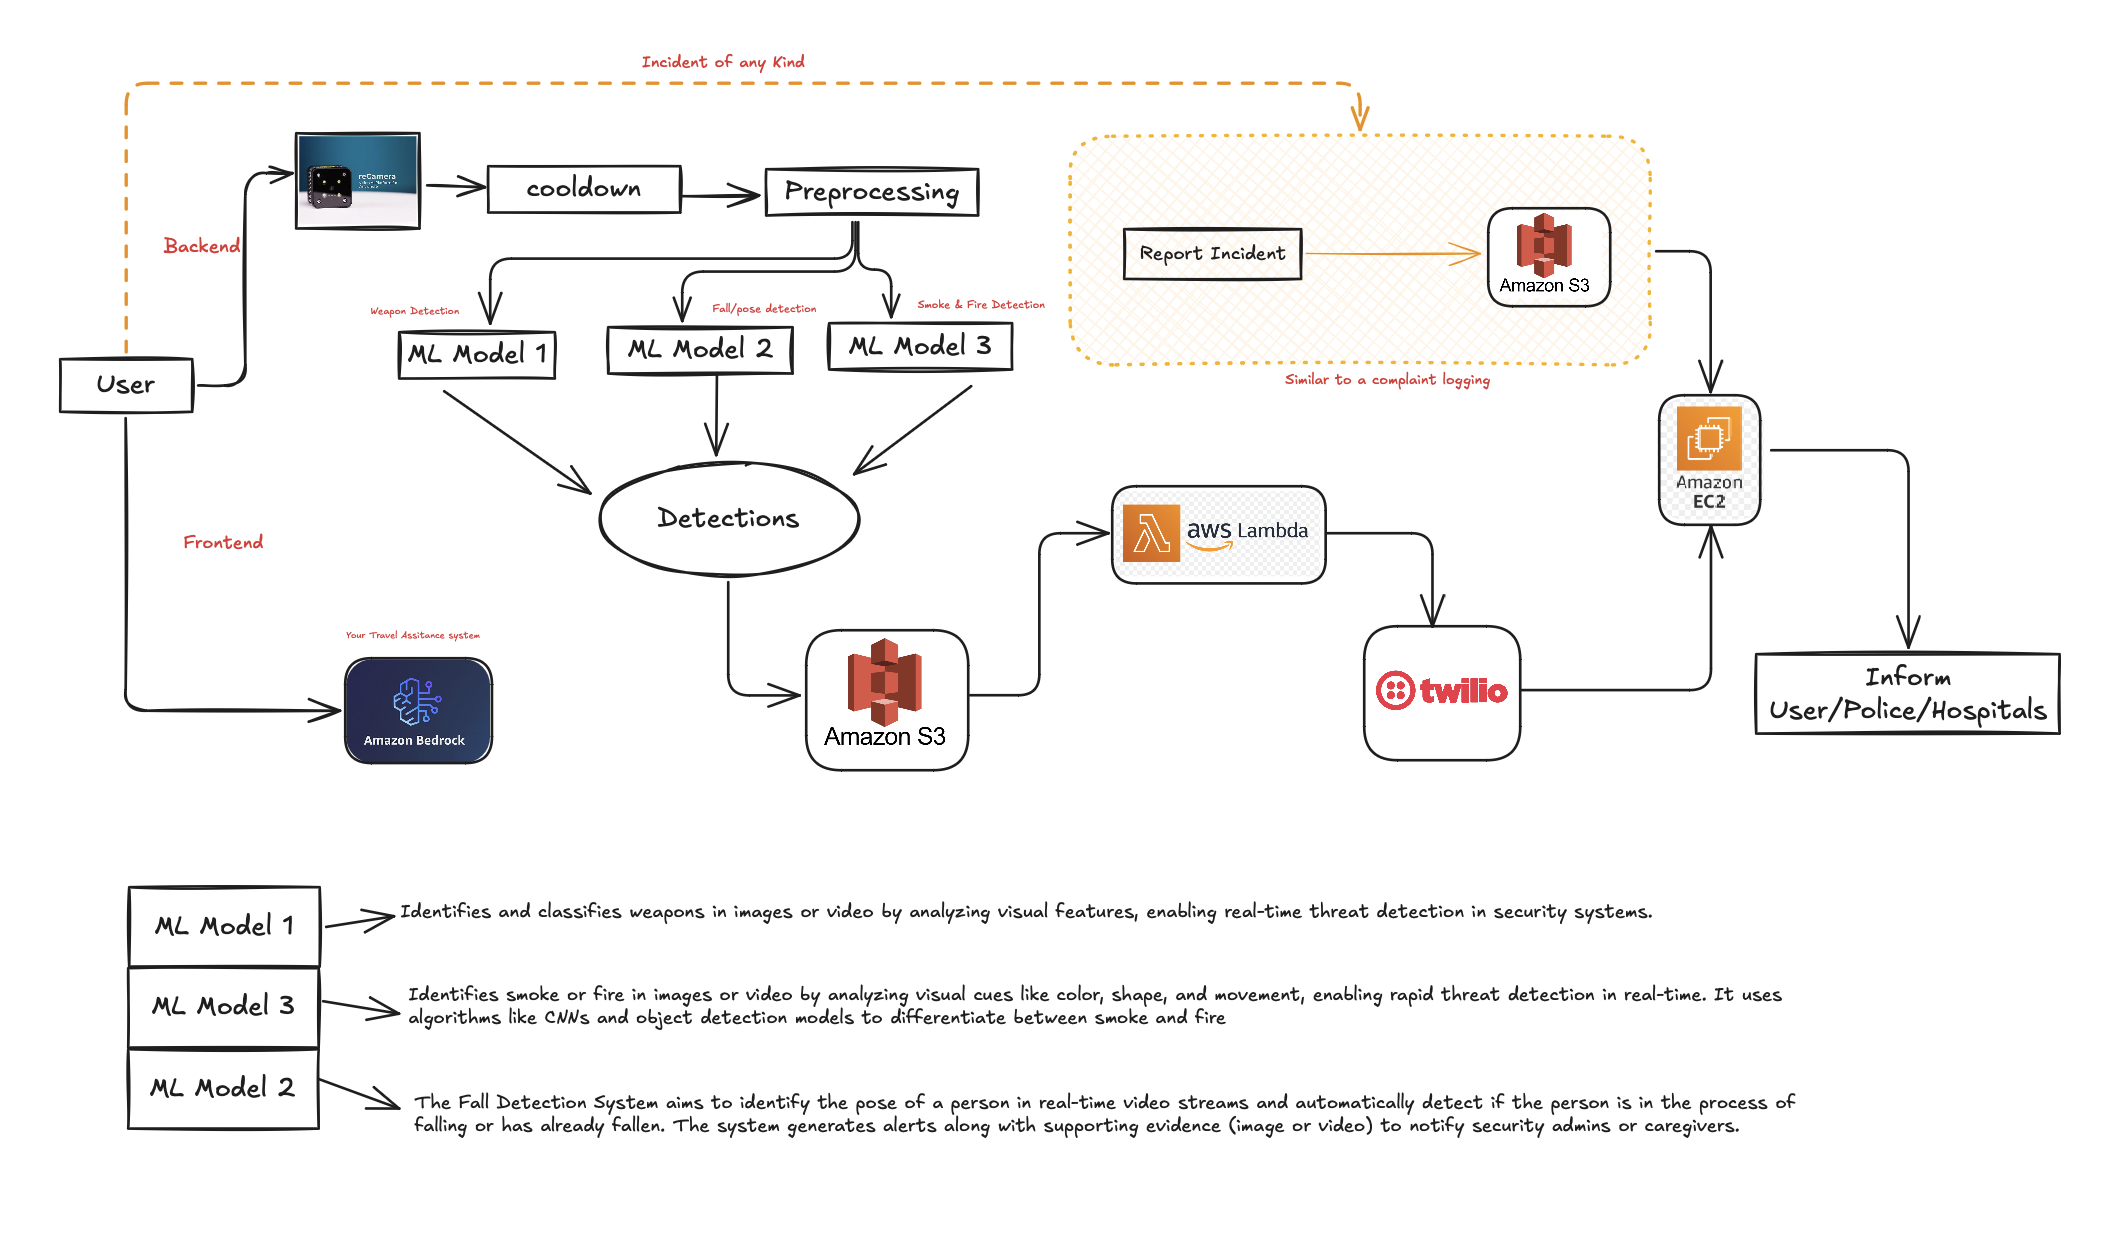 Incident of any Kind
reCamera
cooldown
Preprocessing
Backend
Report Incident
Amazon S3
Weapon Detection
Fall/pose detection
Smoke & Fire Detection
ML Model 1
ML Model 2
ML Model 3
User
Similar to a complaint logging
Amazon
EC2
Detections
aws Lambda
Frontend
Your Travel Assitance system
Amazon Bedrock
Amazon S3
twilio
Inform
User/Police/Hospitals
ML Model 1
Identifies and classifies weapons in images or video by analyzing visual features, enabling real-time threat detection in security systems.
ML Model 3
Identifies smoke or fire in images or video by analyzing visual cues like color, shape, and movement, enabling rapid threat detection in real-time. It uses
algorithms like CNNs and object detection models to differentiate between smoke and fire
ML Model 2
The Fall Detection System aims to identify the pose of a person in real-time video streams and automatically detect if the person is in the process of
falling or has already fallen. The system generates alerts along with supporting evidence (image or video) to notify security admins or caregivers.